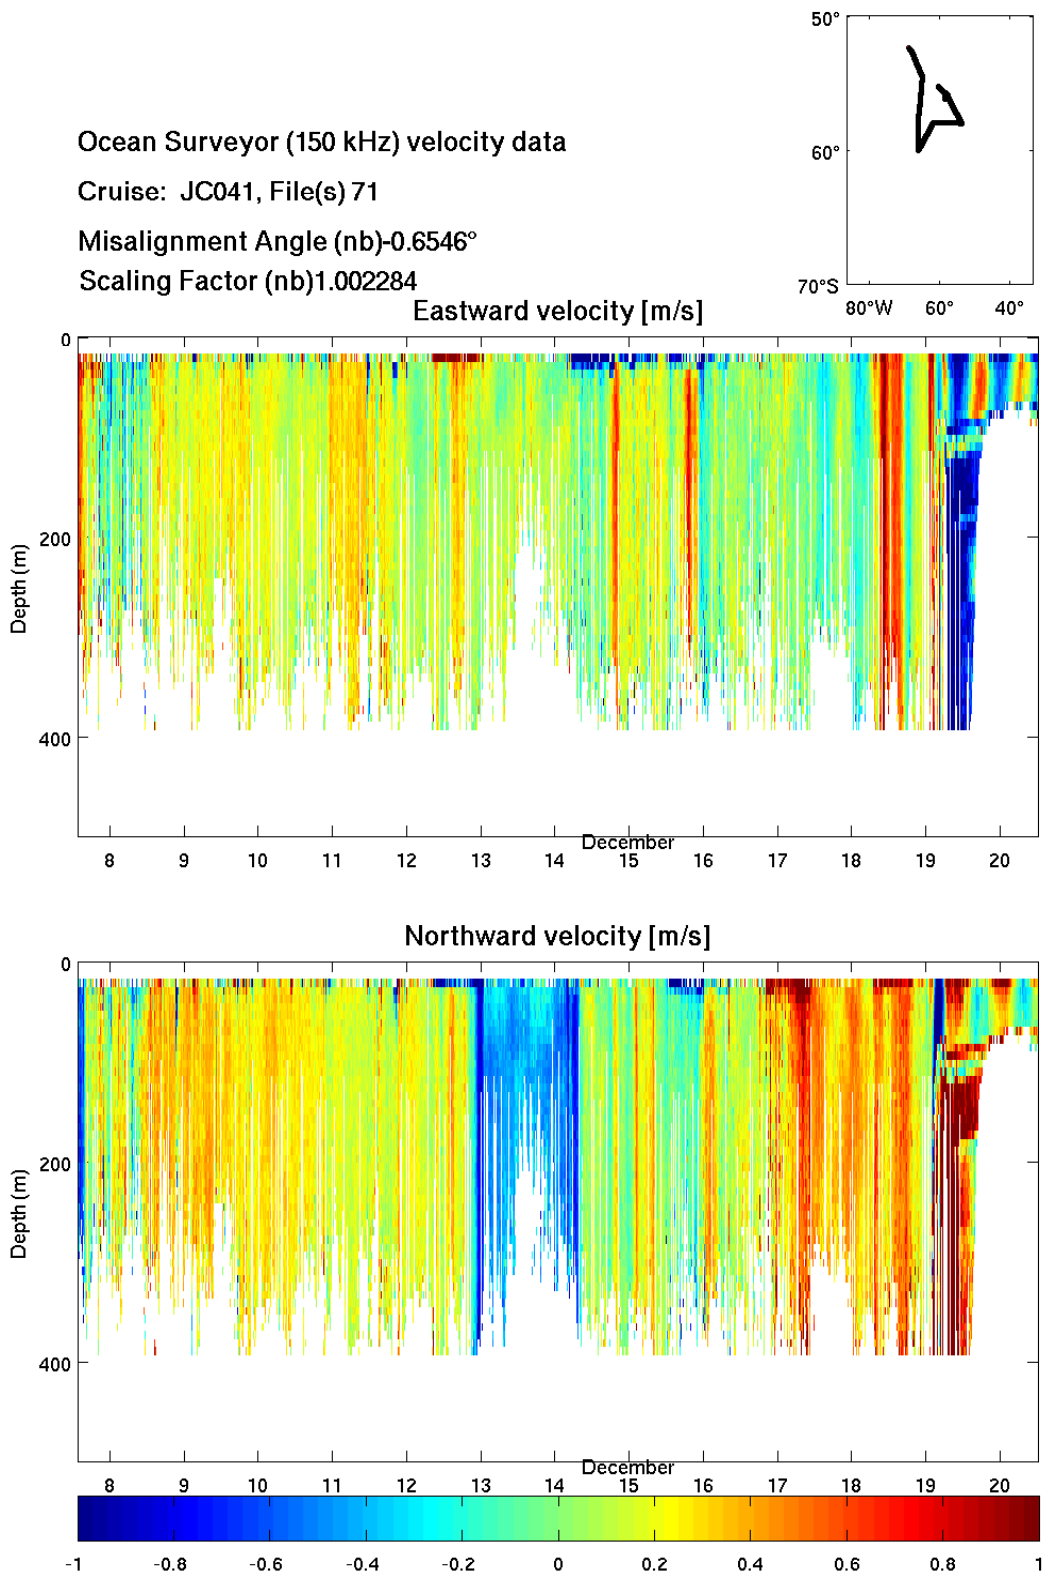 50°
60°
70°S
80°W 60° 40°
Ocean Surveyor (150 kHz) velocity data
Cruise: JC041, File(s) 71
Misalignment Angle (nb)-0.6546°
Scaling Factor (nb)1.002284
Eastward velocity [m/s]
0
200
400
Depth (m)
December
8 9 10 11 12 13 14 15 16 17 18 19 20
Northward velocity [m/s]
0
200
400
Depth (m)
December
8 9 10 11 12 13 14 15 16 17 18 19 20
-1 -0.8 -0.6 -0.4 -0.2 0 0.2 0.4 0.6 0.8 1